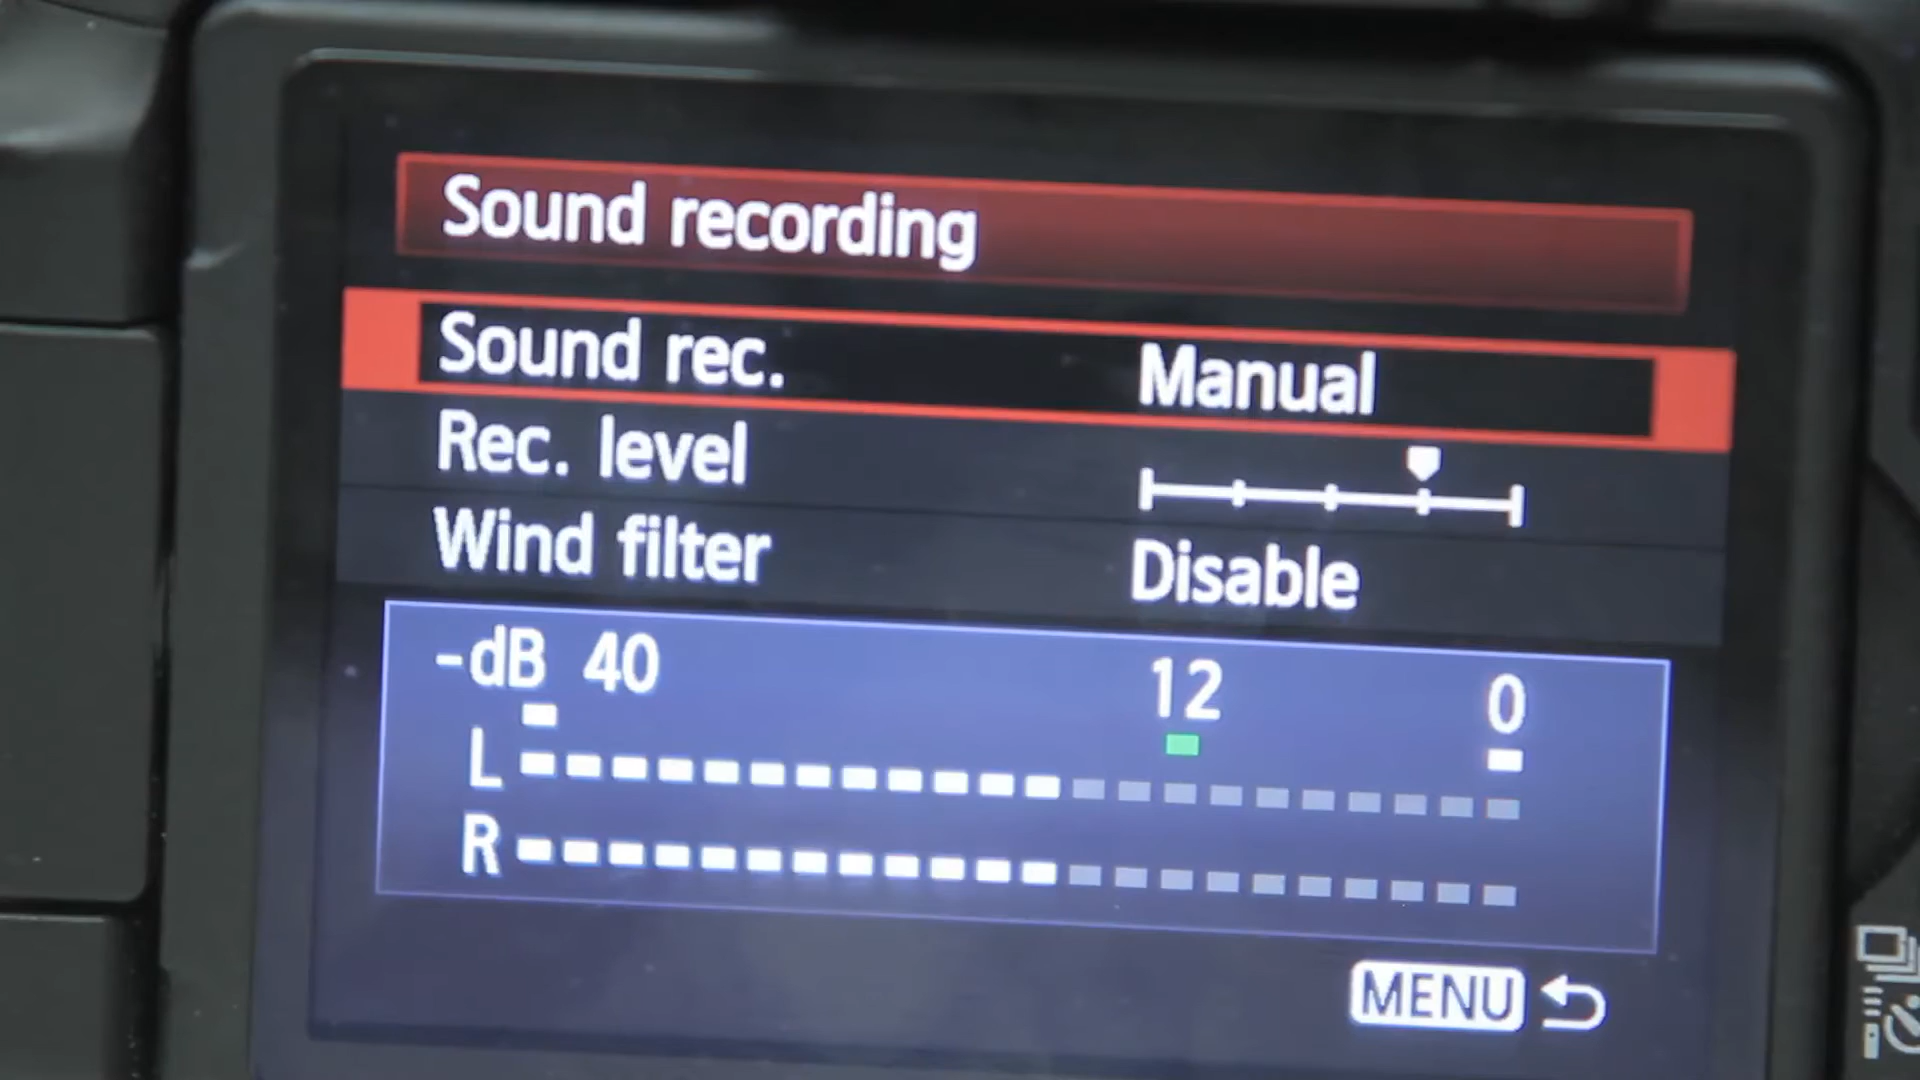 Sound recording
Sound rec. Manual
Rec. level
Wind filter Disable
-dB 40 12 0
L
R
MENU